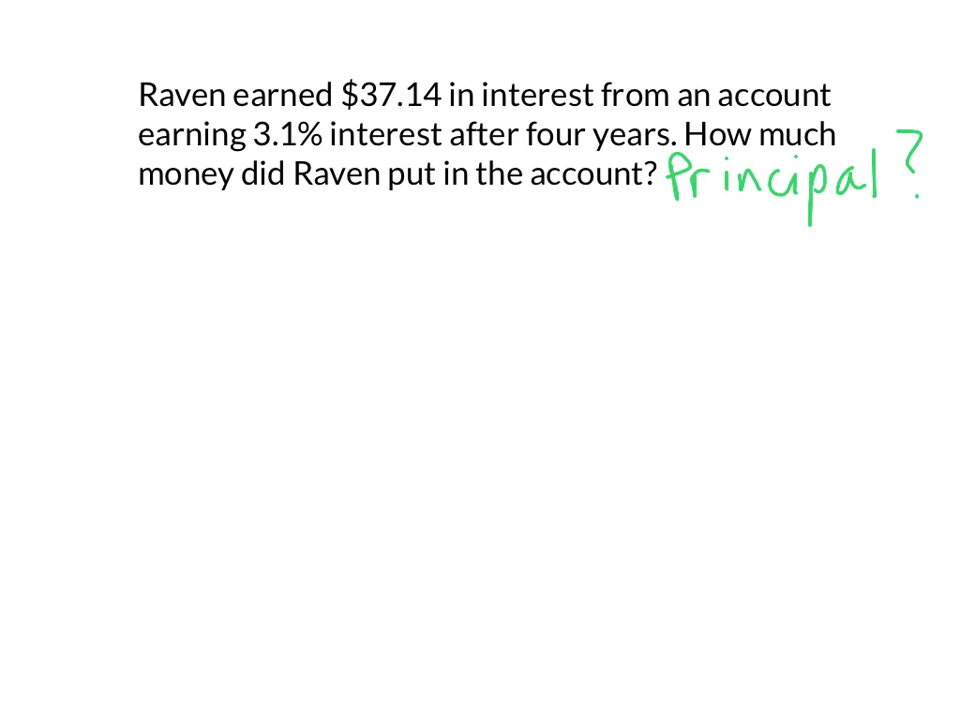 Raven earned $37.14 in interest from an account
earning 3.1% interest after four years. How much
money did Raven put in the account? Principal?